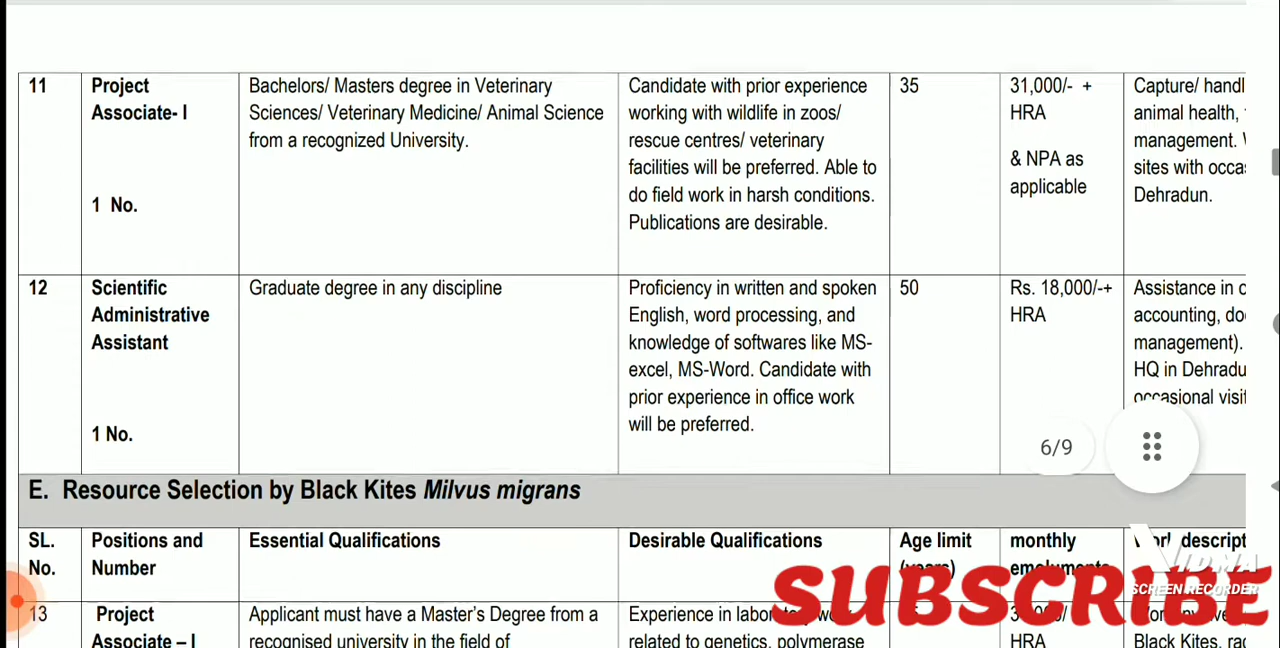 11
Project
Associate- I
1 No.
Bachelors/ Masters degree in Veterinary
Sciences/ Veterinary Medicine/ Animal Science
from a recognized University.
Candidate with prior experience
working with wildlife in zoos/
rescue centres/ veterinary
facilities will be preferred. Able to
do field work in harsh conditions.
Publications are desirable.
35
31,000/- +
HRA
& NPA as
applicable
Capture/ handl
animal health,
management.
sites with occa
Dehradun.
12
Scientific
Administrative
Assistant
1 No.
Graduate degree in any discipline
Proficiency in written and spoken
English, word processing, and
knowledge of softwares like MS-
excel, MS-Word. Candidate with
prior experience in office work
will be preferred.
50
Rs. 18,000/-+
HRA
Assistance in
accounting,
management).
HQ in Dehradu
occasional visit
6/9
E. Resource Selection by Black Kites Milvus migrans
SL.
No.
Positions and
Number
Essential Qualifications
Desirable Qualifications
Age limit
(years)
monthly
emoluments
descript
13
Project
Associate – I
Applicant must have a Master's Degree from a
recognised university in the field of
Experience in
related to genetics, polymerase
HRA
Black Kites,
SUBSCRIBE
SCREEN RECORDER